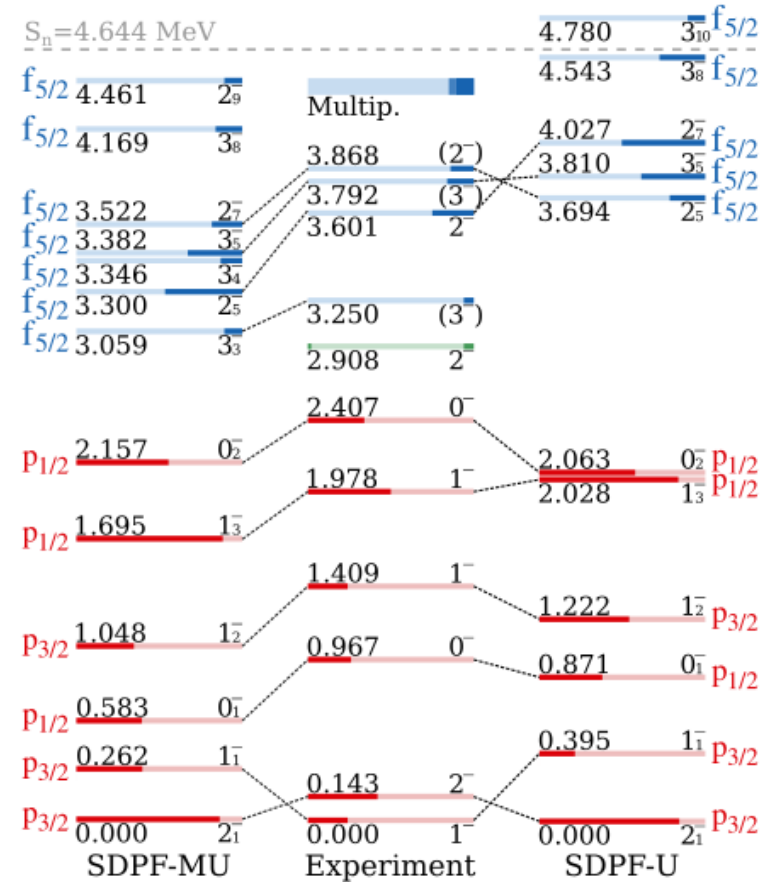 Sₙ=4.644 MeV
f₅/₂ 4.461 2₉⁻
f₅/₂ 4.169 3₈⁻
f₅/₂ 3.522 2₇⁻
f₅/₂ 3.382 3₅⁻
f₅/₂ 3.346 3₄⁻
f₅/₂ 3.300 2₅⁻
f₅/₂ 3.059 3₃⁻
p₁/₂ 2.157 0₂⁻
p₁/₂ 1.695 1₃⁻
p₃/₂ 1.048 1₂⁻
p₁/₂ 0.583 0₁⁻
p₃/₂ 0.262 1₁⁻
p₃/₂ 0.000 2₁⁻
SDPF-MU
Multip.
3.868 (2⁻)
3.792 (3⁻)
3.601 2⁻
3.250 (3⁻)
2.908 2⁻
2.407 0⁻
1.978 1⁻
1.409 1⁻
0.967 0⁻
0.143 2⁻
0.000 1⁻
Experiment
4.780 3₁₀⁻ f₅/₂
4.543 3₈⁻ f₅/₂
4.027 2₇⁻ f₅/₂
3.810 3₅⁻ f₅/₂
3.694 2₅⁻ f₅/₂
2.063 0₂⁻ p₁/₂
2.028 1₃⁻ p₁/₂
1.222 1₂⁻ p₃/₂
0.871 0₁⁻ p₁/₂
0.395 1₁⁻ p₃/₂
0.000 2₁⁻ p₃/₂
SDPF-U